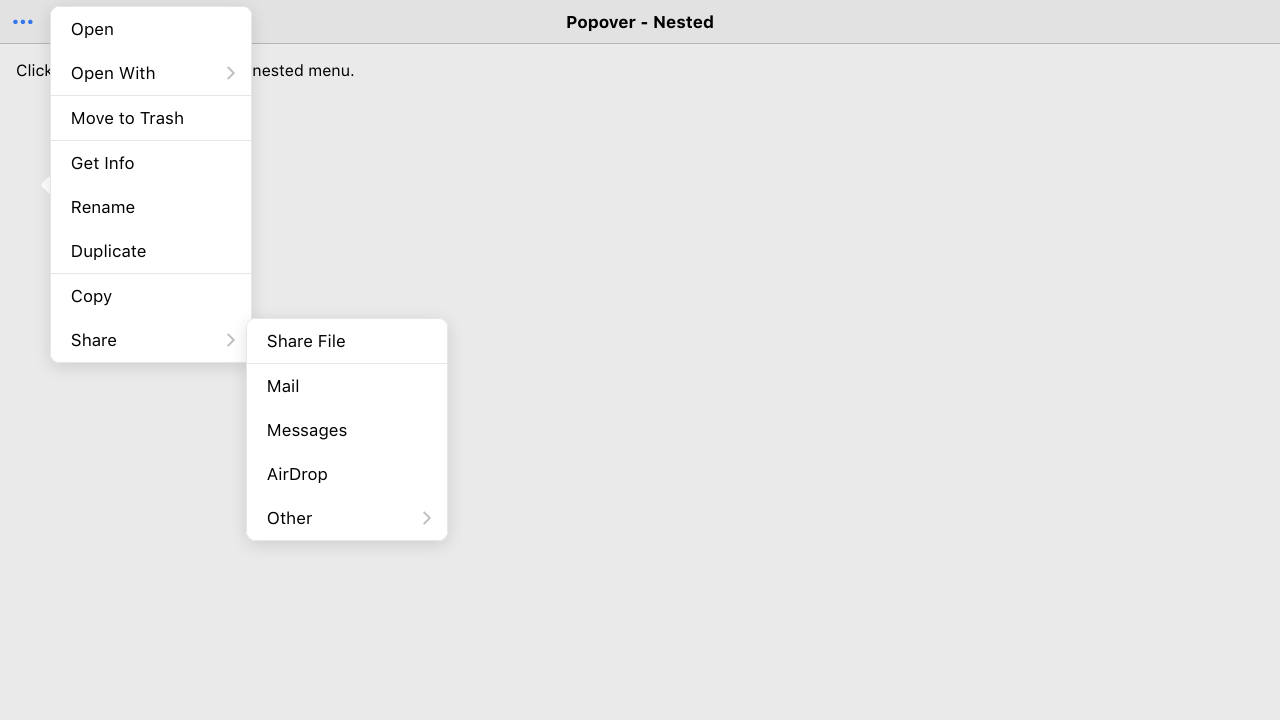 Popover - Nested
Click
nested menu.
Open
Open With
Move to Trash
Get Info
Rename
Duplicate
Copy
Share
Share File
Mail
Messages
AirDrop
Other